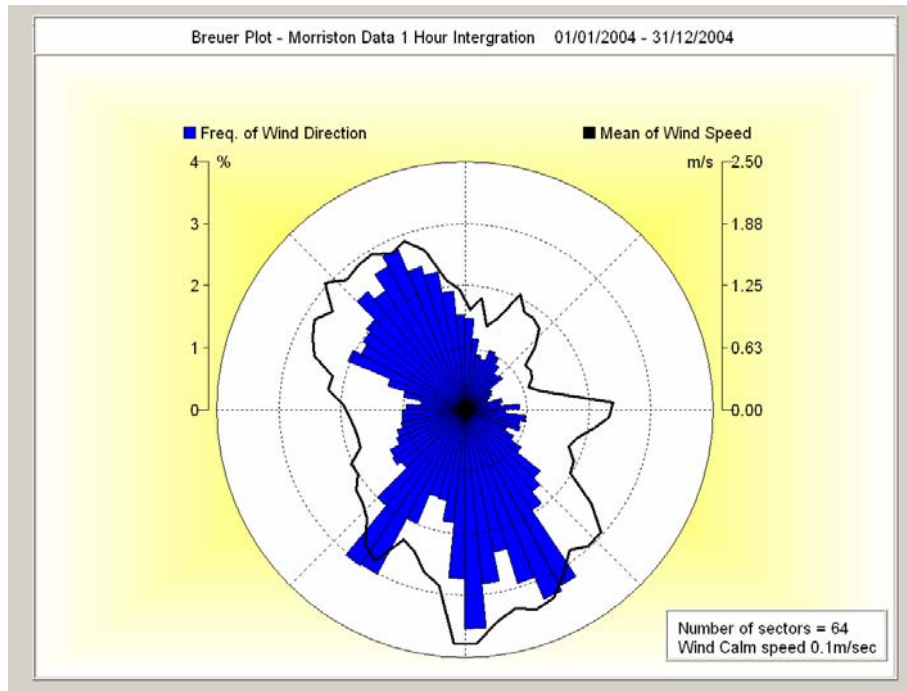 Breuer Plot - Morriston Data 1 Hour Intergration 01/01/2004 - 31/12/2004
Freq. of Wind Direction
Mean of Wind Speed
4 %
m/s 2.50
3
1.88
2
1.25
1
0.63
0
0.00
Number of sectors = 64
Wind Calm speed 0.1m/sec